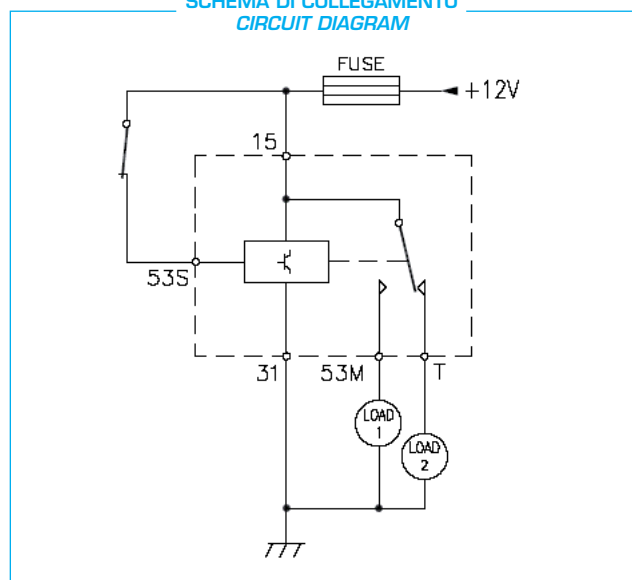 SCHEMA DI COLLEGAMENTO
CIRCUIT DIAGRAM
FUSE
+12V
15
53S
31
53M
T
LOAD
1
LOAD
2